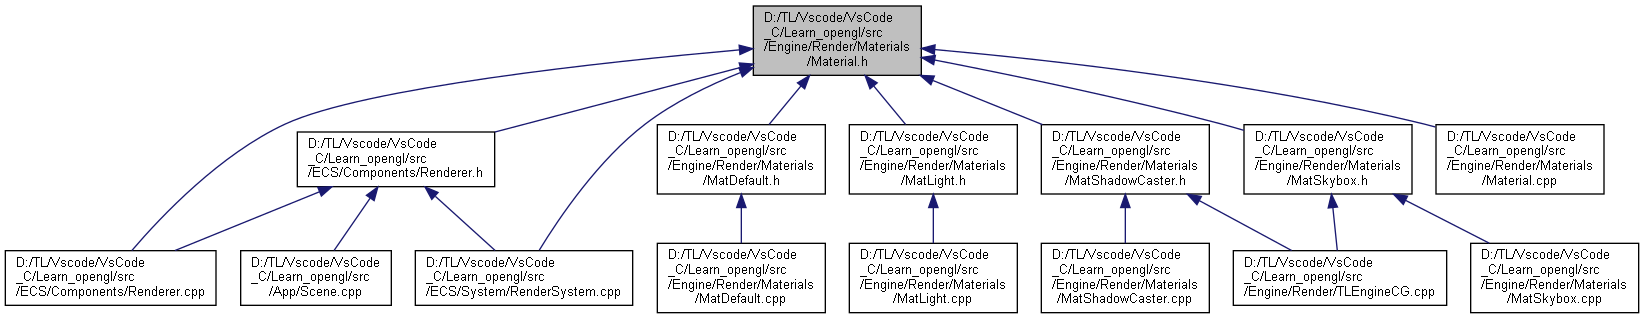 D:/TL/Vscode/VsCode
_C/Learn_opengl/src
/Engine/Render/Materials
/Material.h
D:/TL/Vscode/VsCode
_C/Learn_opengl/src
/ECS/Components/Renderer.h
D:/TL/Vscode/VsCode
_C/Learn_opengl/src
/Engine/Render/Materials
/MatDefault.h
D:/TL/Vscode/VsCode
_C/Learn_opengl/src
/Engine/Render/Materials
/MatLight.h
D:/TL/Vscode/VsCode
_C/Learn_opengl/src
/Engine/Render/Materials
/MatShadowCaster.h
D:/TL/Vscode/VsCode
_C/Learn_opengl/src
/Engine/Render/Materials
/MatSkybox.h
D:/TL/Vscode/VsCode
_C/Learn_opengl/src
/Engine/Render/Materials
/Material.cpp
D:/TL/Vscode/VsCode
_C/Learn_opengl/src
/ECS/Components/Renderer.cpp
D:/TL/Vscode/VsCode
_C/Learn_opengl/src
/App/Scene.cpp
D:/TL/Vscode/VsCode
_C/Learn_opengl/src
/ECS/System/RenderSystem.cpp
D:/TL/Vscode/VsCode
_C/Learn_opengl/src
/Engine/Render/Materials
/MatDefault.cpp
D:/TL/Vscode/VsCode
_C/Learn_opengl/src
/Engine/Render/Materials
/MatLight.cpp
D:/TL/Vscode/VsCode
_C/Learn_opengl/src
/Engine/Render/Materials
/MatShadowCaster.cpp
D:/TL/Vscode/VsCode
_C/Learn_opengl/src
/Engine/Render/TLEngineCG.cpp
D:/TL/Vscode/VsCode
_C/Learn_opengl/src
/Engine/Render/Materials
/MatSkybox.cpp